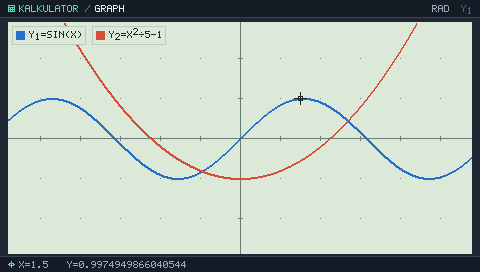 KALKULATOR / GRAPH RAD Y₁
Y₁=SIN(X) Y₂=X²÷5-1
X=1.5 Y=0.9974949866040544